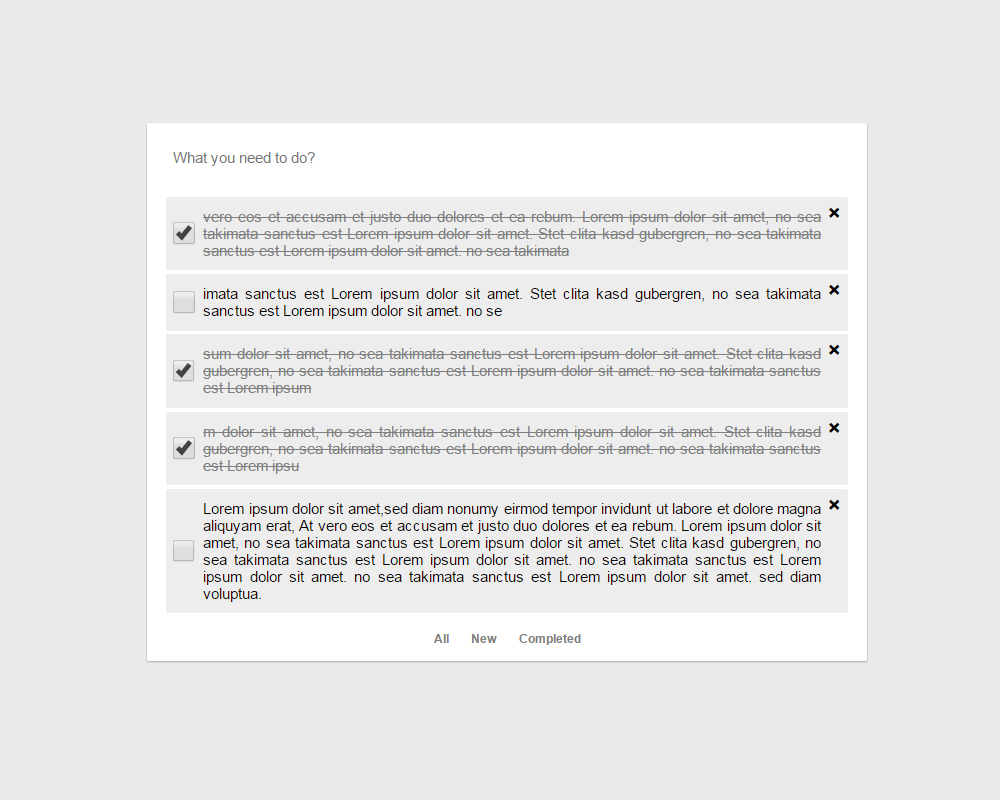 What you need to do?
vero eos et accusam et justo duo dolores et ea rebum. Lorem ipsum dolor sit amet, no sea
takimata sanctus est Lorem ipsum dolor sit amet. Stet clita kasd gubergren, no sea takimata
sanctus est Lorem ipsum dolor sit amet. no sea takimata
imata sanctus est Lorem ipsum dolor sit amet. Stet clita kasd gubergren, no sea takimata
sanctus est Lorem ipsum dolor sit amet. no se
sum dolor sit amet, no sea takimata sanctus est Lorem ipsum dolor sit amet. Stet clita kasd
gubergren, no sea takimata sanctus est Lorem ipsum dolor sit amet. no sea takimata sanctus
est Lorem ipsum
m dolor sit amet, no sea takimata sanctus est Lorem ipsum dolor sit amet. Stet clita kasd
gubergren, no sea takimata sanctus est Lorem ipsum dolor sit amet. no sea takimata sanctus
est Lorem ipsu
Lorem ipsum dolor sit amet,sed diam nonumy eirmod tempor invidunt ut labore et dolore magna
aliquyam erat, At vero eos et accusam et justo duo dolores et ea rebum. Lorem ipsum dolor sit
amet, no sea takimata sanctus est Lorem ipsum dolor sit amet. Stet clita kasd gubergren, no
sea takimata sanctus est Lorem ipsum dolor sit amet. no sea takimata sanctus est Lorem
ipsum dolor sit amet. no sea takimata sanctus est Lorem ipsum dolor sit amet. sed diam
voluptua.
All New Completed